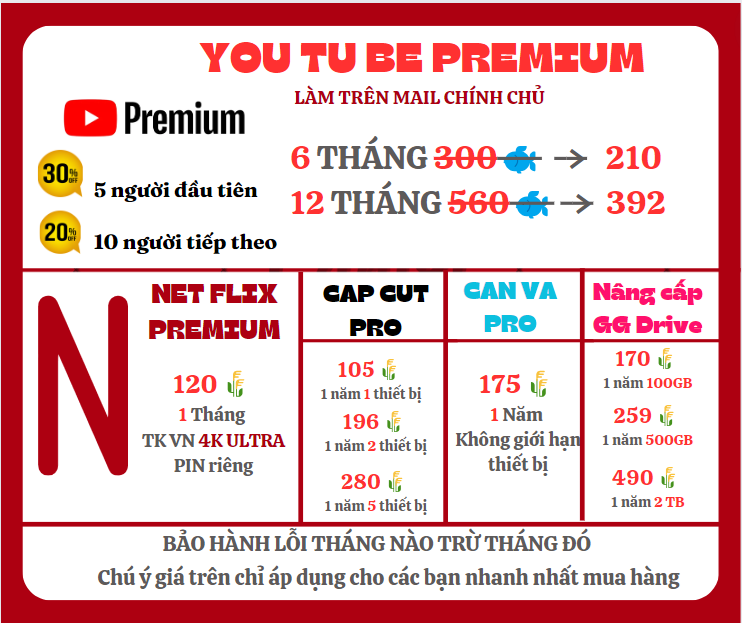 YOU TU BE PREMIUM
LÀM TRÊN MAIL CHÍNH CHỦ
Premium
6 THÁNG 300 → 210
12 THÁNG 560 → 392
30% OFF
5 người đầu tiên
20% OFF
10 người tiếp theo
N
NET FLIX
PREMIUM
120
1 Tháng
TK VN 4K ULTRA
PIN riêng
CAP CUT
PRO
105
1 năm 1 thiết bị
196
1 năm 2 thiết bị
280
1 năm 5 thiết bị
CAN VA
PRO
175
1 Năm
Không giới hạn
thiết bị
Nâng cấp
GG Drive
170
1 năm 100GB
259
1 năm 500GB
490
1 năm 2 TB
BẢO HÀNH LỖI THÁNG NÀO TRỪ THÁNG ĐÓ
Chú ý giá trên chỉ áp dụng cho các bạn nhanh nhất mua hàng